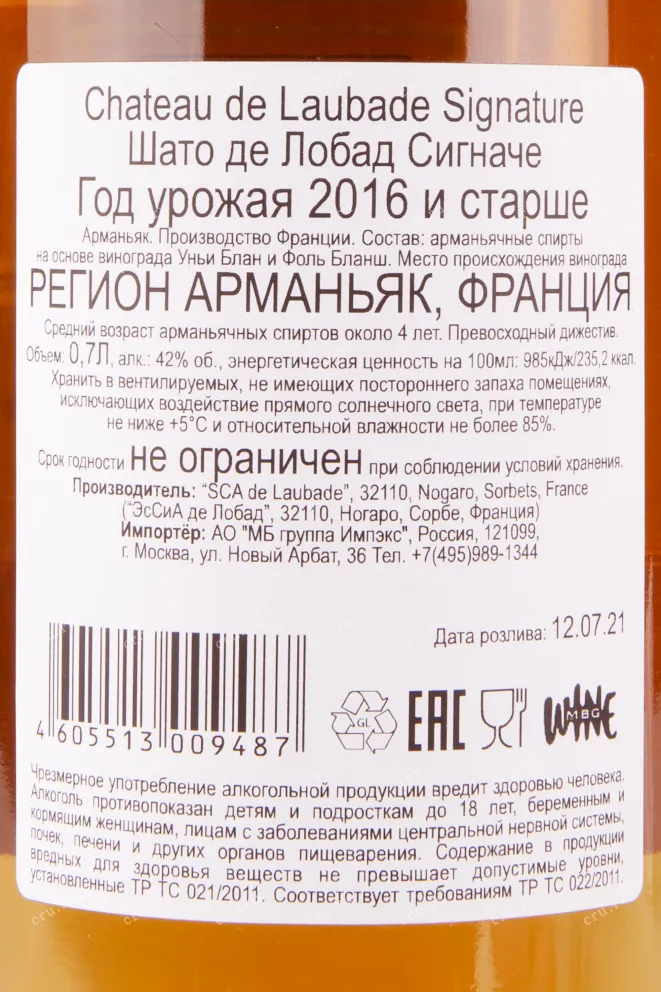 Chateau de Laubade Signature
Шато де Лобад Сигначе
Год урожая 2016 и старше
Арманьяк. Производство Франции. Состав: арманьячные спирты
на основе винограда Уньи Блан и Фоль Бланш. Место происхождения винограда
РЕГИОН АРМАНЬЯК, ФРАНЦИЯ
Средний возраст арманьячных спиртов около 4 лет. Превосходный дижестив.
Объем: 0,7Л, алк.: 42% об., энергетическая ценность на 100мл: 985кДж/235,2 ккал.
Хранить в вентилируемых, не имеющих постороннего запаха помещениях,
исключающих воздействие прямого солнечного света, при температуре
не ниже +5°С и относительной влажности не более 85%.
Срок годности не ограничен при соблюдении условий хранения.
Производитель: “SCA de Laubade”, 32110, Nogaro, Sorbets, France
(“ЭсСиА де Лобад”, 32110, Ногаро, Сорбе, Франция)
Импортёр: АО "МБ группа Импэкс", Россия, 121099,
г. Москва, ул. Новый Арбат, 36 Тел. +7(495)989-1344
Дата розлива: 12.07.21
4 605513 009487
GL
EAC
WINE
MBG
Чрезмерное употребление алкогольной продукции вредит здоровью человека.
Алкоголь противопоказан детям и подросткам до 18 лет, беременным и
кормящим женщинам, лицам с заболеваниями центральной нервной системы,
почек, печени и других органов пищеварения. Содержание в продукции
вредных для здоровья веществ не превышает допустимые уровни,
установленные ТР ТС 021/2011. Соответствует требованиям ТР ТС 022/2011.